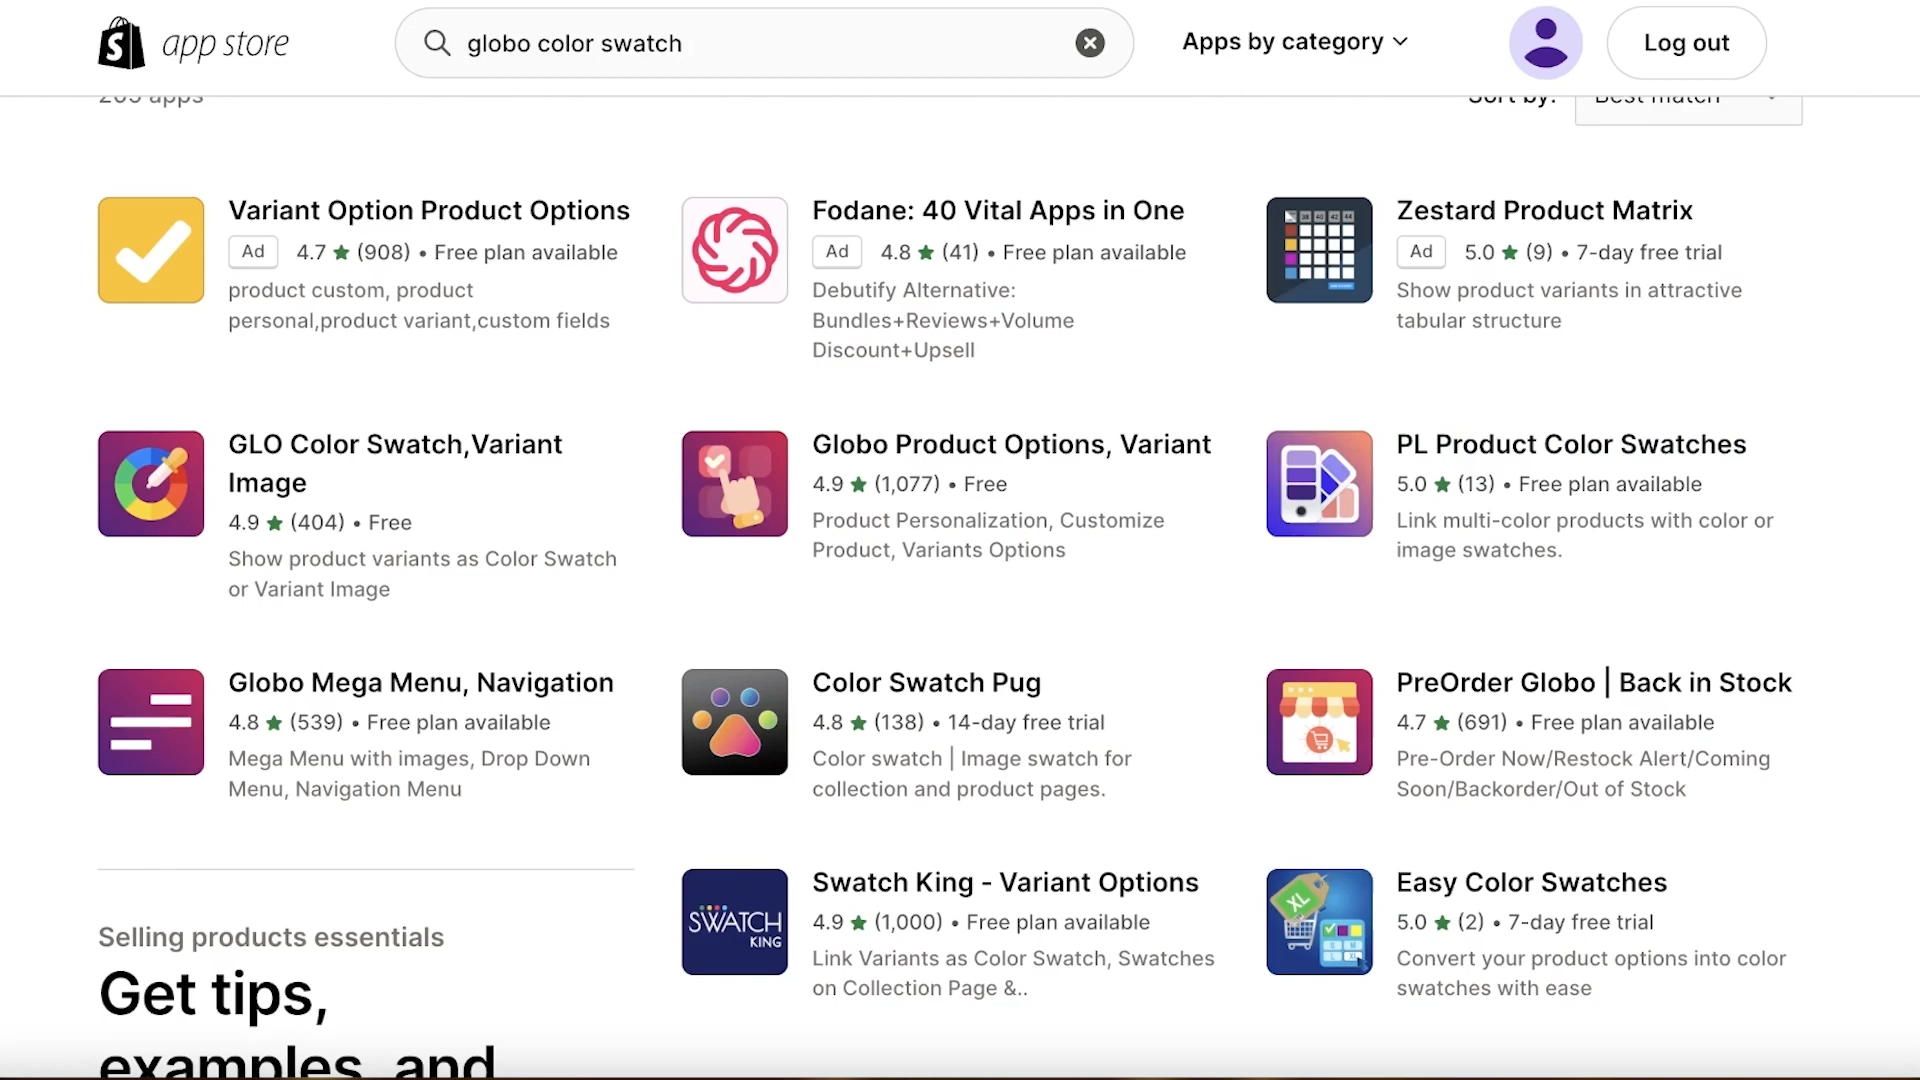 app store
globo color swatch
Apps by category
Log out
265 apps
Sort by:
Best match
Variant Option Product Options
Ad 4.7 ★ (908) • Free plan available
product custom, product
personal,product variant,custom fields
Fodane: 40 Vital Apps in One
Ad 4.8 ★ (41) • Free plan available
Debutify Alternative:
Bundles+Reviews+Volume
Discount+Upsell
Zestard Product Matrix
Ad 5.0 ★ (9) • 7-day free trial
Show product variants in attractive
tabular structure
GLO Color Swatch,Variant
Image
4.9 ★ (404) • Free
Show product variants as Color Swatch
or Variant Image
Globo Product Options, Variant
4.9 ★ (1,077) • Free
Product Personalization, Customize
Product, Variants Options
PL Product Color Swatches
5.0 ★ (13) • Free plan available
Link multi-color products with color or
image swatches.
Globo Mega Menu, Navigation
4.8 ★ (539) • Free plan available
Mega Menu with images, Drop Down
Menu, Navigation Menu
Color Swatch Pug
4.8 ★ (138) • 14-day free trial
Color swatch | Image swatch for
collection and product pages.
PreOrder Globo | Back in Stock
4.7 ★ (691) • Free plan available
Pre-Order Now/Restock Alert/Coming
Soon/Backorder/Out of Stock
Selling products essentials
Get tips,
examples, and
SWATCH
KING
Swatch King - Variant Options
4.9 ★ (1,000) • Free plan available
Link Variants as Color Swatch, Swatches
on Collection Page &..
XL
Easy Color Swatches
5.0 ★ (2) • 7-day free trial
Convert your product options into color
swatches with ease